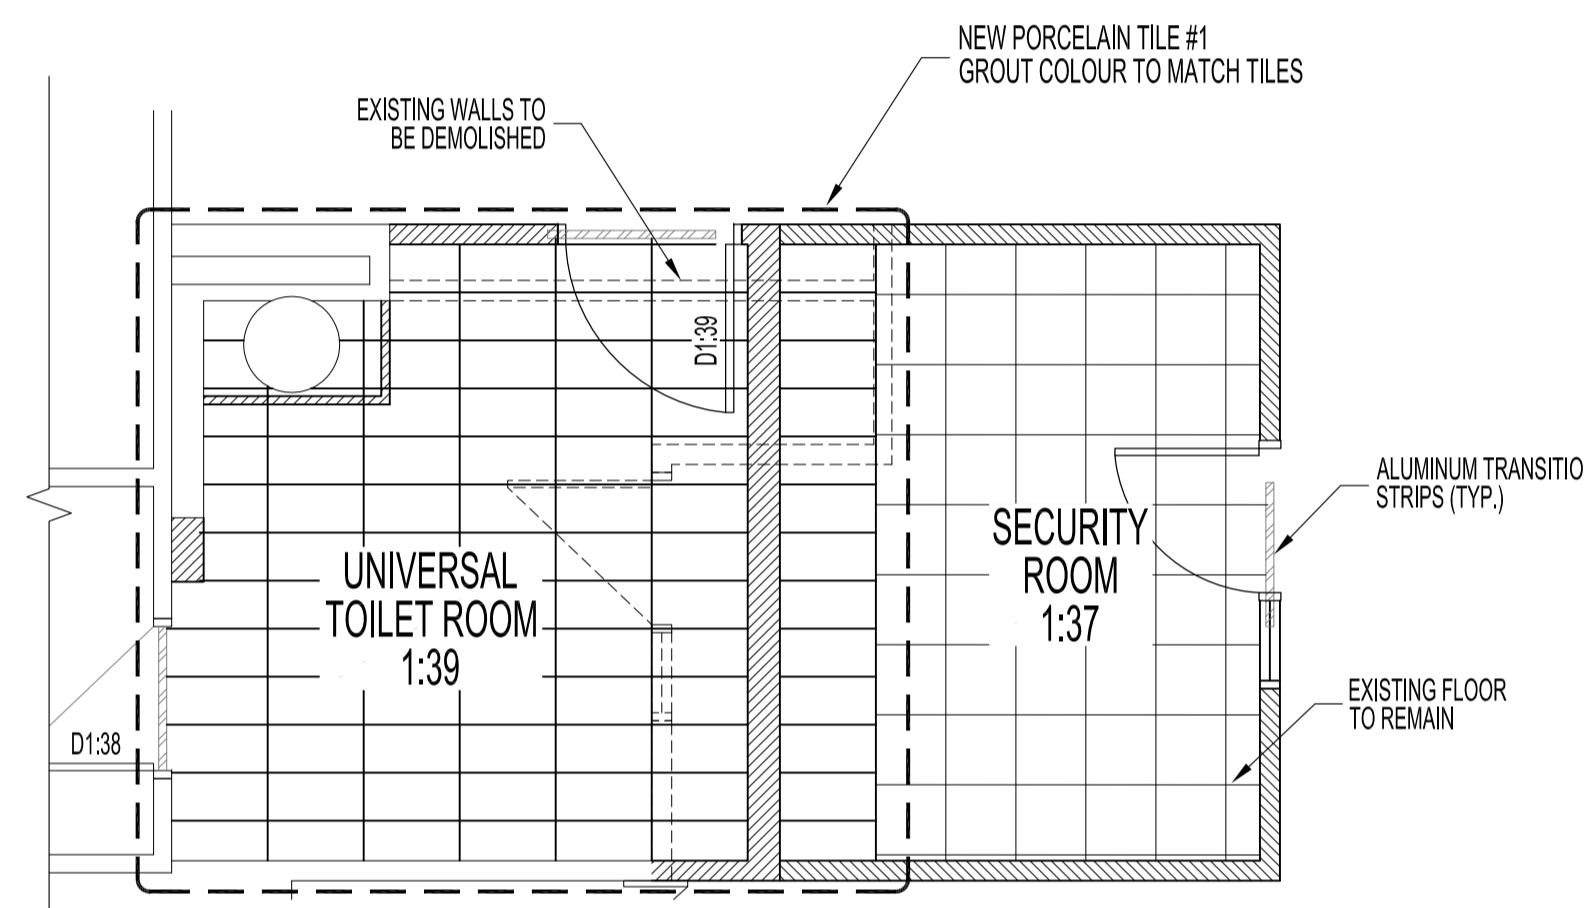 NEW PORCELAIN TILE #1
GROUT COLOUR TO MATCH TILES
EXISTING WALLS TO
BE DEMOLISHED
D1:39
ALUMINUM TRANSITIO
STRIPS (TYP.)
SECURITY
ROOM
1:37
UNIVERSAL
TOILET ROOM
1:39
EXISTING FLOOR
TO REMAIN
D1:38